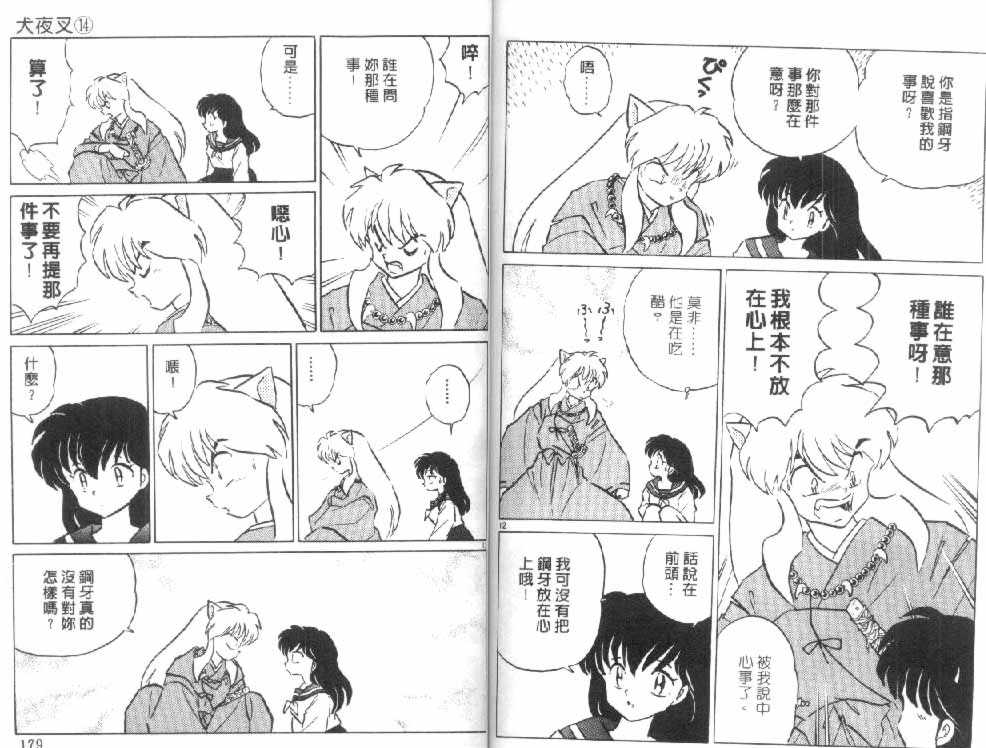 犬夜叉⑭
你是指鋼牙
說喜歡我的
事呀？
你對那件
事那麼在
意呀？
ぴくっ
唔…
誰在意那
種事呀！
我根本不放
在心上！
被我說中
心事了。
莫非……
他是在吃
醋？
話說在
前頭…
我可沒有把
鋼牙放在心
上哦！
12
啐！
誰在問
妳那種
事！
可是……
算了！
噁心！
不要再提那
件事了！
……
……
喂！
什麼？
鋼牙真的
沒有對妳
怎樣嗎？
179